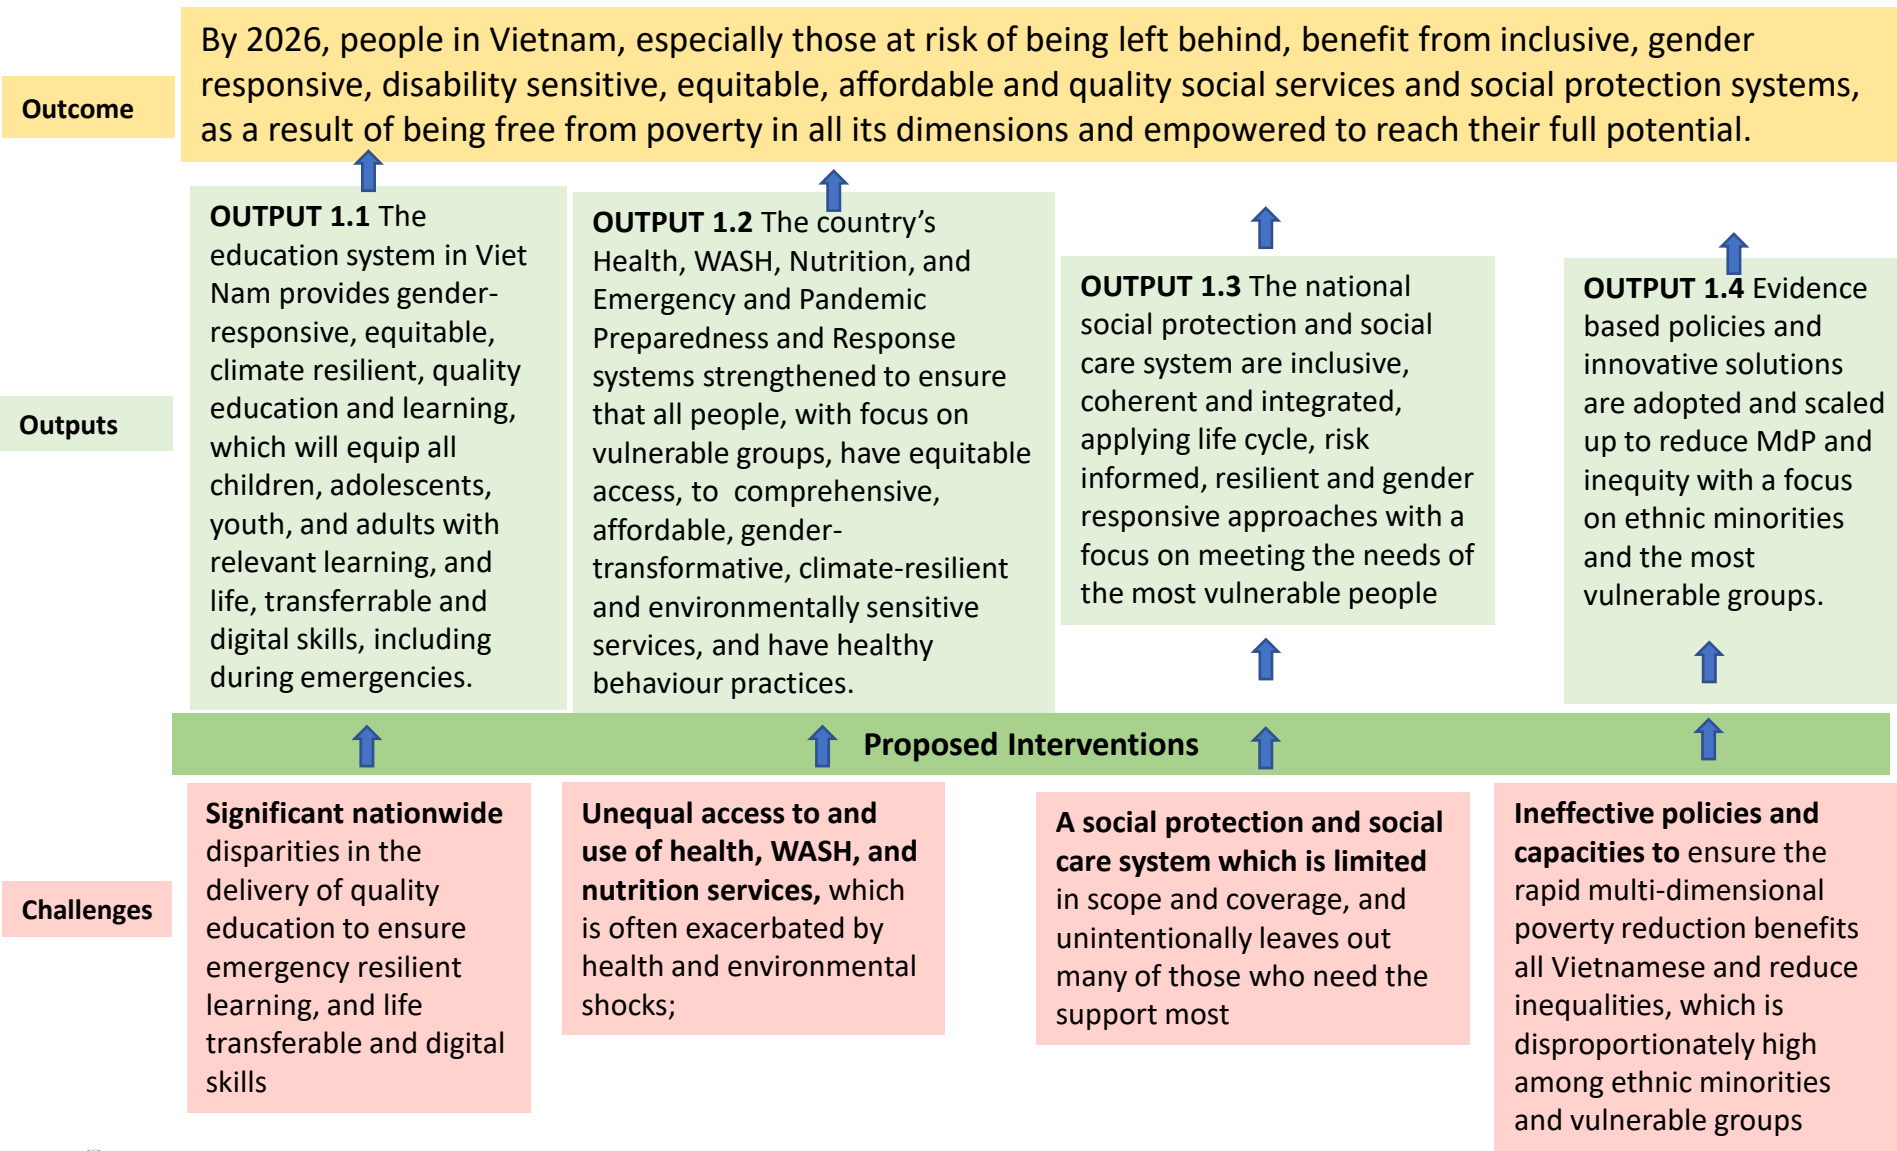 Outcome
By 2026, people in Vietnam, especially those at risk of being left behind, benefit from inclusive, gender
responsive, disability sensitive, equitable, affordable and quality social services and social protection systems,
as a result of being free from poverty in all its dimensions and empowered to reach their full potential.
Outputs
OUTPUT 1.1 The
education system in Viet
Nam provides gender-
responsive, equitable,
climate resilient, quality
education and learning,
which will equip all
children, adolescents,
youth, and adults with
relevant learning, and
life, transferrable and
digital skills, including
during emergencies.
OUTPUT 1.2 The country's
Health, WASH, Nutrition, and
Emergency and Pandemic
Preparedness and Response
systems strengthened to ensure
that all people, with focus on
vulnerable groups, have equitable
access, to comprehensive,
affordable, gender-
transformative, climate-resilient
and environmentally sensitive
services, and have healthy
behaviour practices.
OUTPUT 1.3 The national
social protection and social
care system are inclusive,
coherent and integrated,
applying life cycle, risk
informed, resilient and gender
responsive approaches with a
focus on meeting the needs of
the most vulnerable people
OUTPUT 1.4 Evidence
based policies and
innovative solutions
are adopted and scaled
up to reduce MdP and
inequity with a focus
on ethnic minorities
and the most
vulnerable groups.
Proposed Interventions
Challenges
Significant nationwide
disparities in the
delivery of quality
education to ensure
emergency resilient
learning, and life
transferable and digital
skills
Unequal access to and
use of health, WASH, and
nutrition services, which
is often exacerbated by
health and environmental
shocks;
A social protection and social
care system which is limited
in scope and coverage, and
unintentionally leaves out
many of those who need the
support most
Ineffective policies and
capacities to ensure the
rapid multi-dimensional
poverty reduction benefits
all Vietnamese and reduce
inequalities, which is
disproportionately high
among ethnic minorities
and vulnerable groups